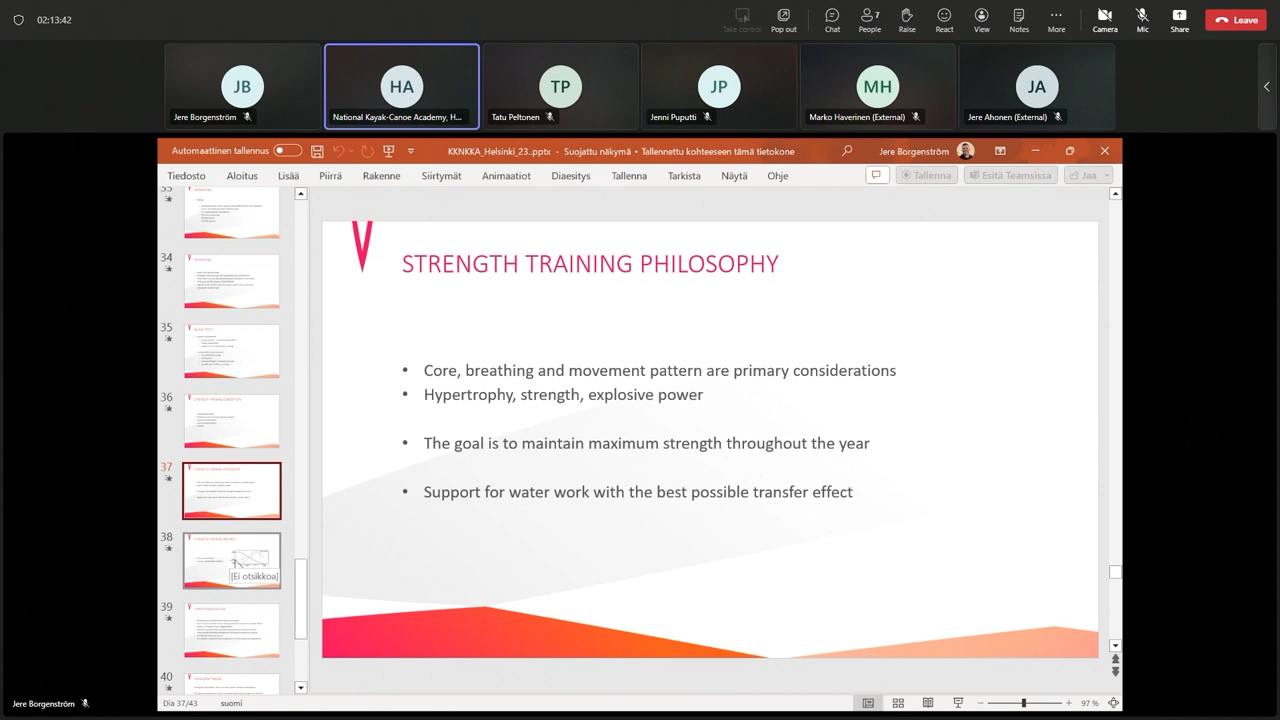 02:13:42
Take control
Pop out
Chat
7
People
Raise
React
View
Notes
More
Camera
Mic
Share
Leave
JB
HA
TP
JP
MH
JA
Jere Borgenström
National Kayak-Canoe Academy, H...
Tatu Peltonen
Jenni Puputti
Marko Haverinen (External)
Jere Ahonen (External)
Automaattinen tallennus
KKNKKA_Helsinki_23..pptx - Suojattu näkymä • Tallennettu kohteeseen tämä tietokone
Jere Borgenström
Tiedosto
Aloitus
Lisää
Piirrä
Rakenne
Siirtymät
Animaatiot
Diaesitys
Tallenna
Tarkista
Näytä
Ohje
Tallenna
Esitä Teamsissa
Jaa
34
35
36
STRENGTH TRAINING PHILOSOPHY
37
38
[Ei otsikkoa]
39
40
STRENGTH TRAINING PHILOSOPHY
• Core, breathing and movement pattern are primary considerations
• Hypertrophy, strength, explosive power
• The goal is to maintain maximum strength throughout the year
• Support for water work with the best possible transfer effect
Jere Borgenström
Dia 37/43
suomi
97 %